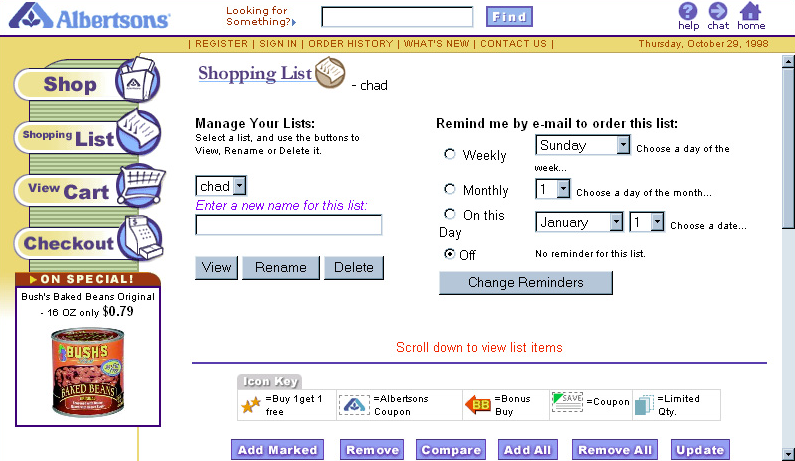 Albertsons
Looking for
Something?
Find
help chat home
| REGISTER | SIGN IN | ORDER HISTORY | WHAT'S NEW | CONTACT US |
Thursday, October 29, 1998
Shop
Shopping List
View Cart
Checkout
ON SPECIAL!
Bush's Baked Beans Original
- 16 OZ only $0.79
BUSH'S
BAKED BEANS
Shopping List - chad
Manage Your Lists:
Select a list, and use the buttons to
View, Rename or Delete it.
chad
Enter a new name for this list:
View Rename Delete
Remind me by e-mail to order this list:
Weekly Sunday Choose a day of the
week...
Monthly 1 Choose a day of the month...
On this
Day January 1 Choose a date...
Off No reminder for this list.
Change Reminders
Scroll down to view list items
Icon Key
=Buy 1get 1
free
=Albertsons
Coupon
BB =Bonus
Buy
SAVE =Coupon
=Limited
Qty.
Add Marked Remove Compare Add All Remove All Update